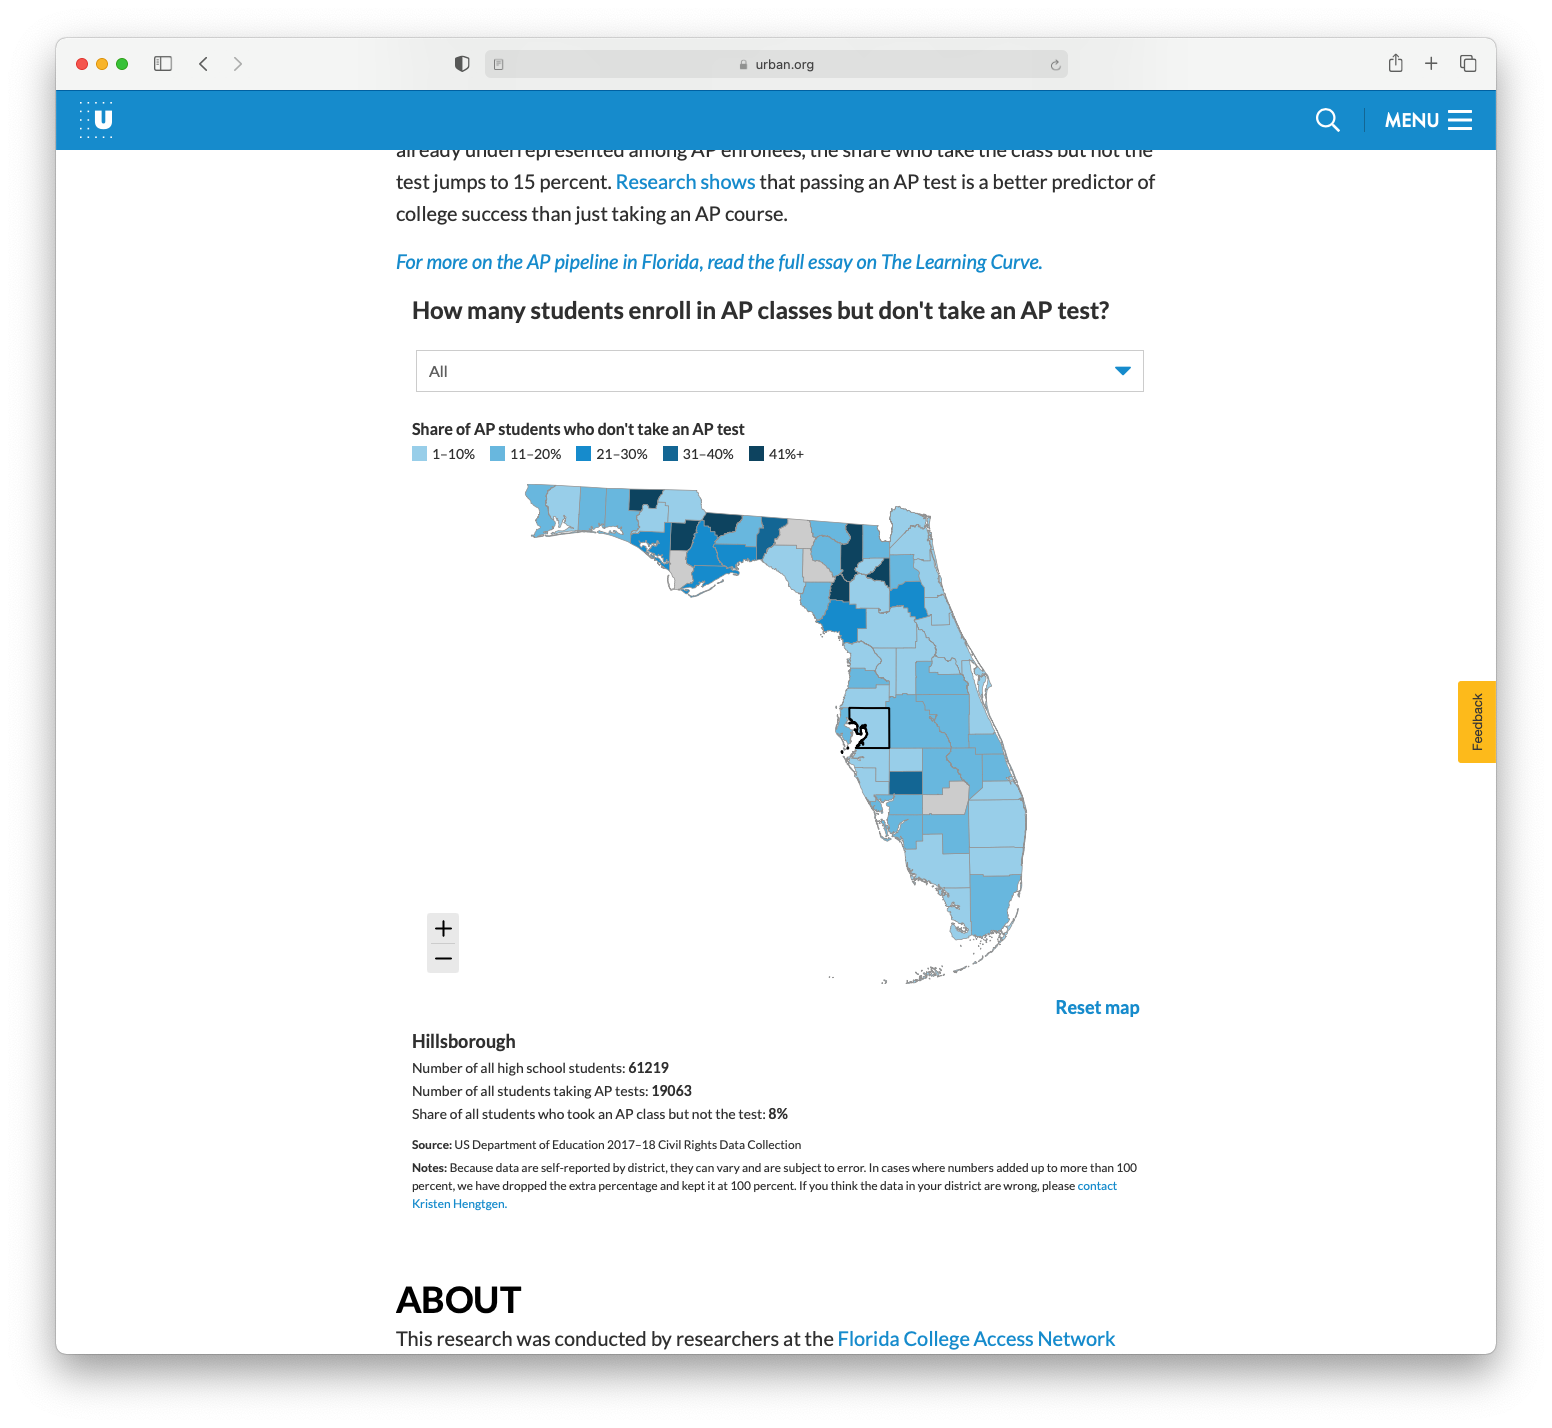 urban.org
U
MENU
already underrepresented among AP enrollees, the share who take the class but not the
test jumps to 15 percent. Research shows that passing an AP test is a better predictor of
college success than just taking an AP course.
For more on the AP pipeline in Florida, read the full essay on The Learning Curve.
How many students enroll in AP classes but don't take an AP test?
All
Share of AP students who don't take an AP test
1–10% 11–20% 21–30% 31–40% 41%+
Feedback
+
−
Reset map
Hillsborough
Number of all high school students: 61219
Number of all students taking AP tests: 19063
Share of all students who took an AP class but not the test: 8%
Source: US Department of Education 2017–18 Civil Rights Data Collection
Notes: Because data are self-reported by district, they can vary and are subject to error. In cases where numbers added up to more than 100
percent, we have dropped the extra percentage and kept it at 100 percent. If you think the data in your district are wrong, please contact
Kristen Hengtgen.
ABOUT
This research was conducted by researchers at the Florida College Access Network